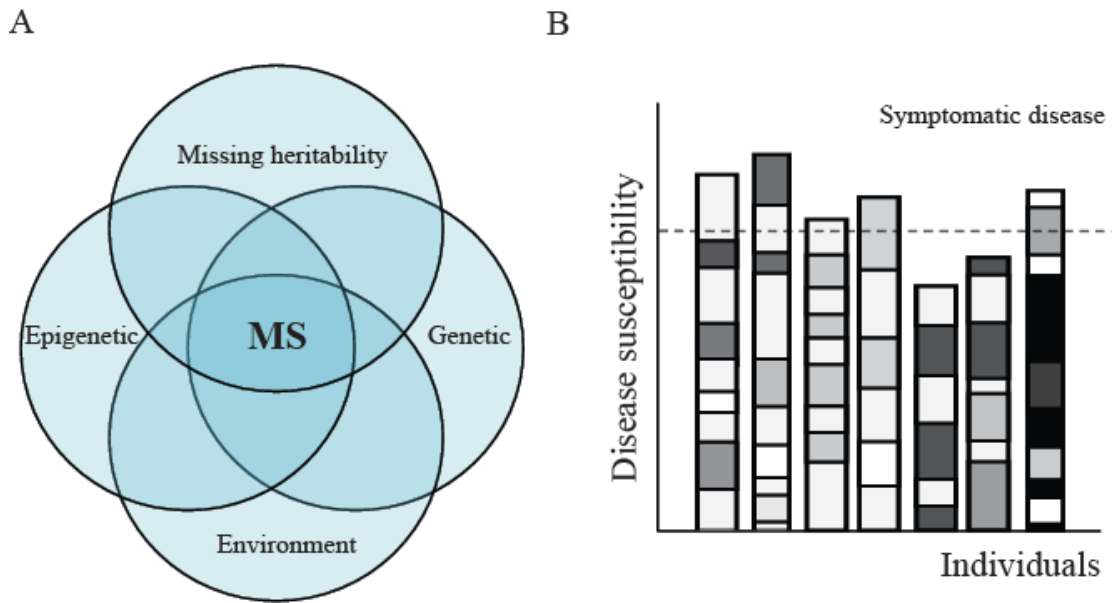 A
Missing heritability
Epigenetic
MS
Genetic
Environment
B
Symptomatic disease
Disease susceptibility
Individuals